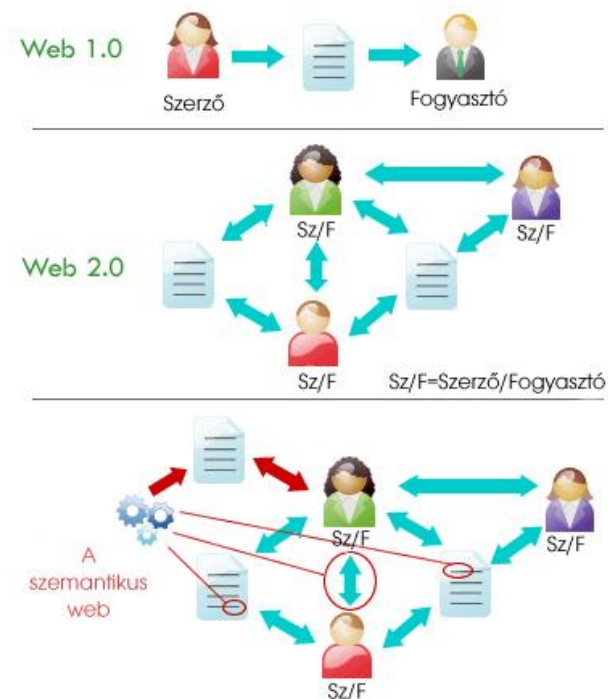 Web 1.0
Szerző
Fogyasztó
Web 2.0
Sz/F
Sz/F
Sz/F
Sz/F=Szerző/Fogyasztó
A
szemantikus
web
Sz/F
Sz/F
Sz/F